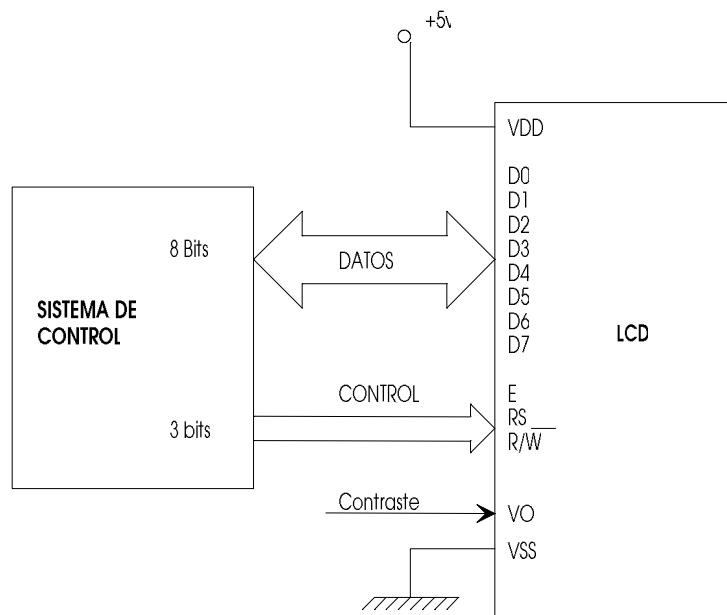 +5v
VDD
D0
D1
D2
D3
D4
D5
D6
D7
8 Bits
DATOS
SISTEMA DE
CONTROL
LCD
CONTROL
3 bits
E
RS
R/W̅
Contraste
VO
VSS